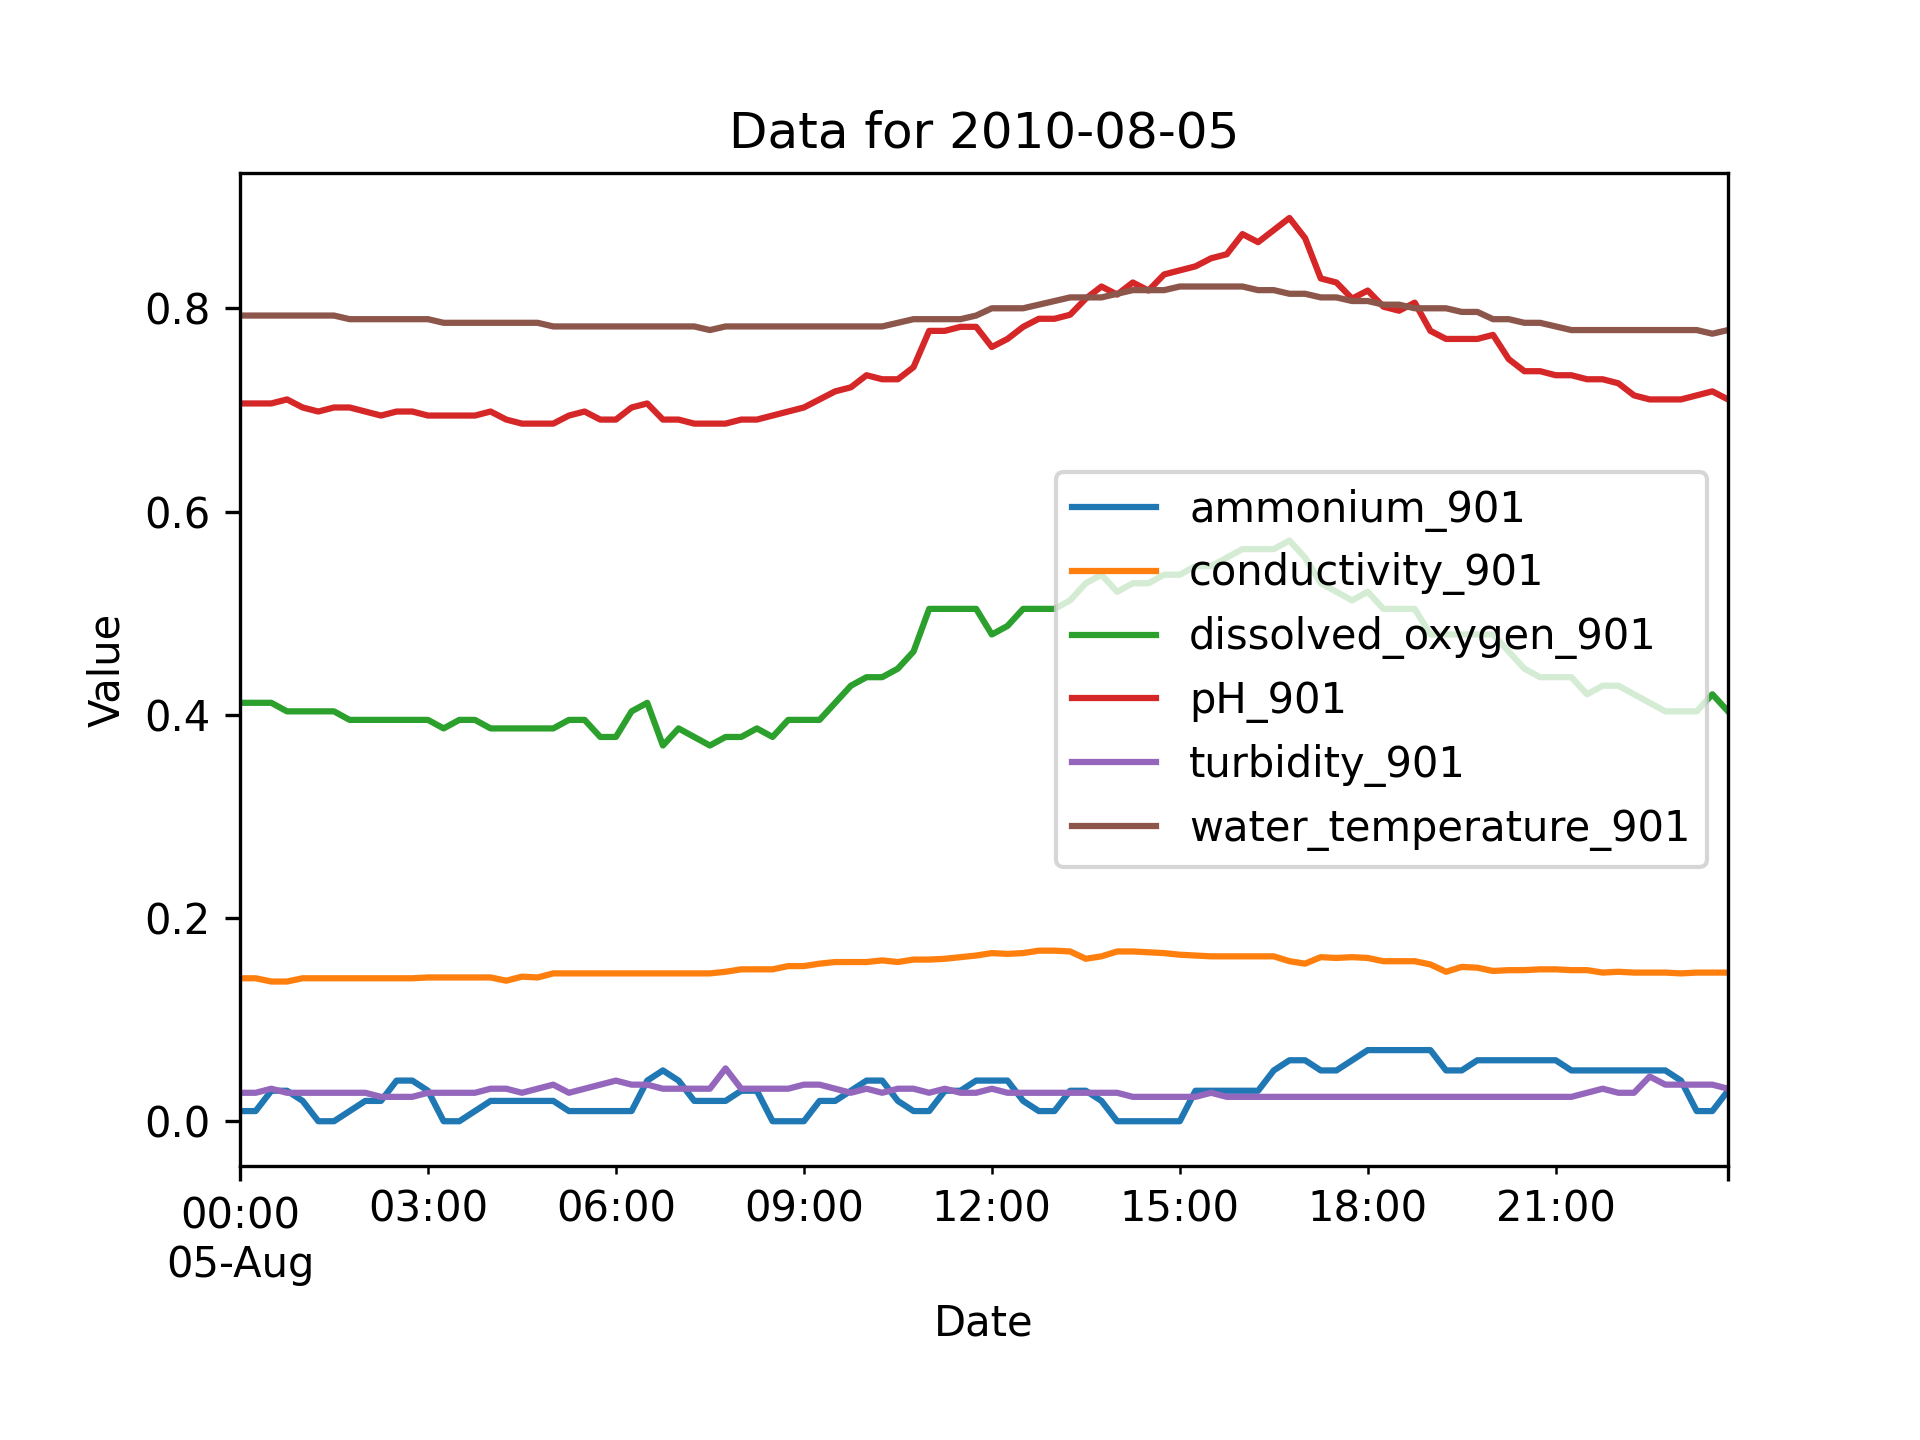 Data for 2010-08-05
Value
0.8
0.6
0.4
0.2
0.0
ammonium_901
conductivity_901
dissolved_oxygen_901
pH_901
turbidity_901
water_temperature_901
00:00 03:00 06:00 09:00 12:00 15:00 18:00 21:00
05-Aug
Date